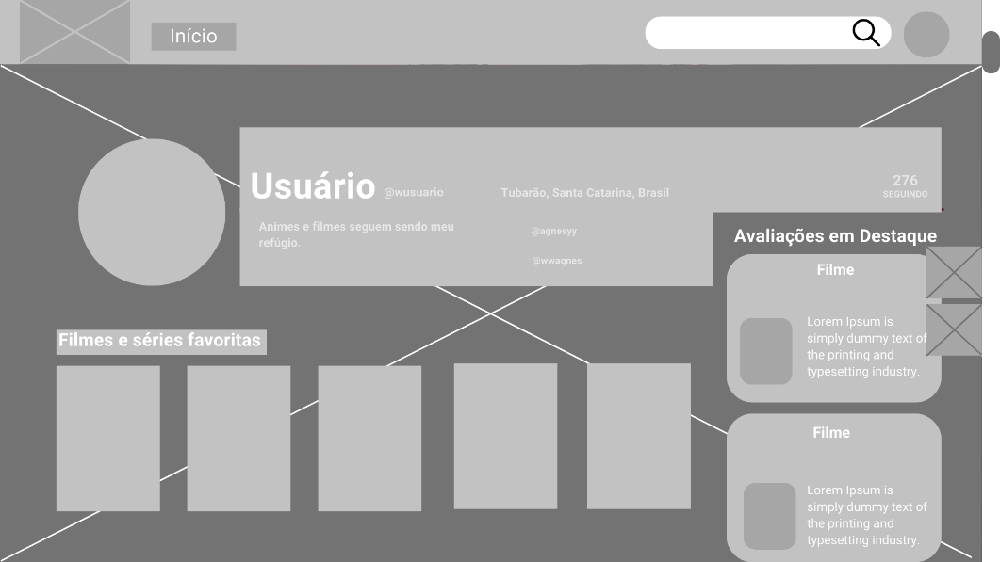 Início
Usuário @wusuario
Tubarão, Santa Catarina, Brasil
276
SEGUINDO
Animes e filmes seguem sendo meu
refúgio.
@agnesyy
@wwagnes
Avaliações em Destaque
Filme
Lorem Ipsum is
simply dummy text of
the printing and
typesetting industry.
Filmes e séries favoritas
Filme
Lorem Ipsum is
simply dummy text of
the printing and
typesetting industry.